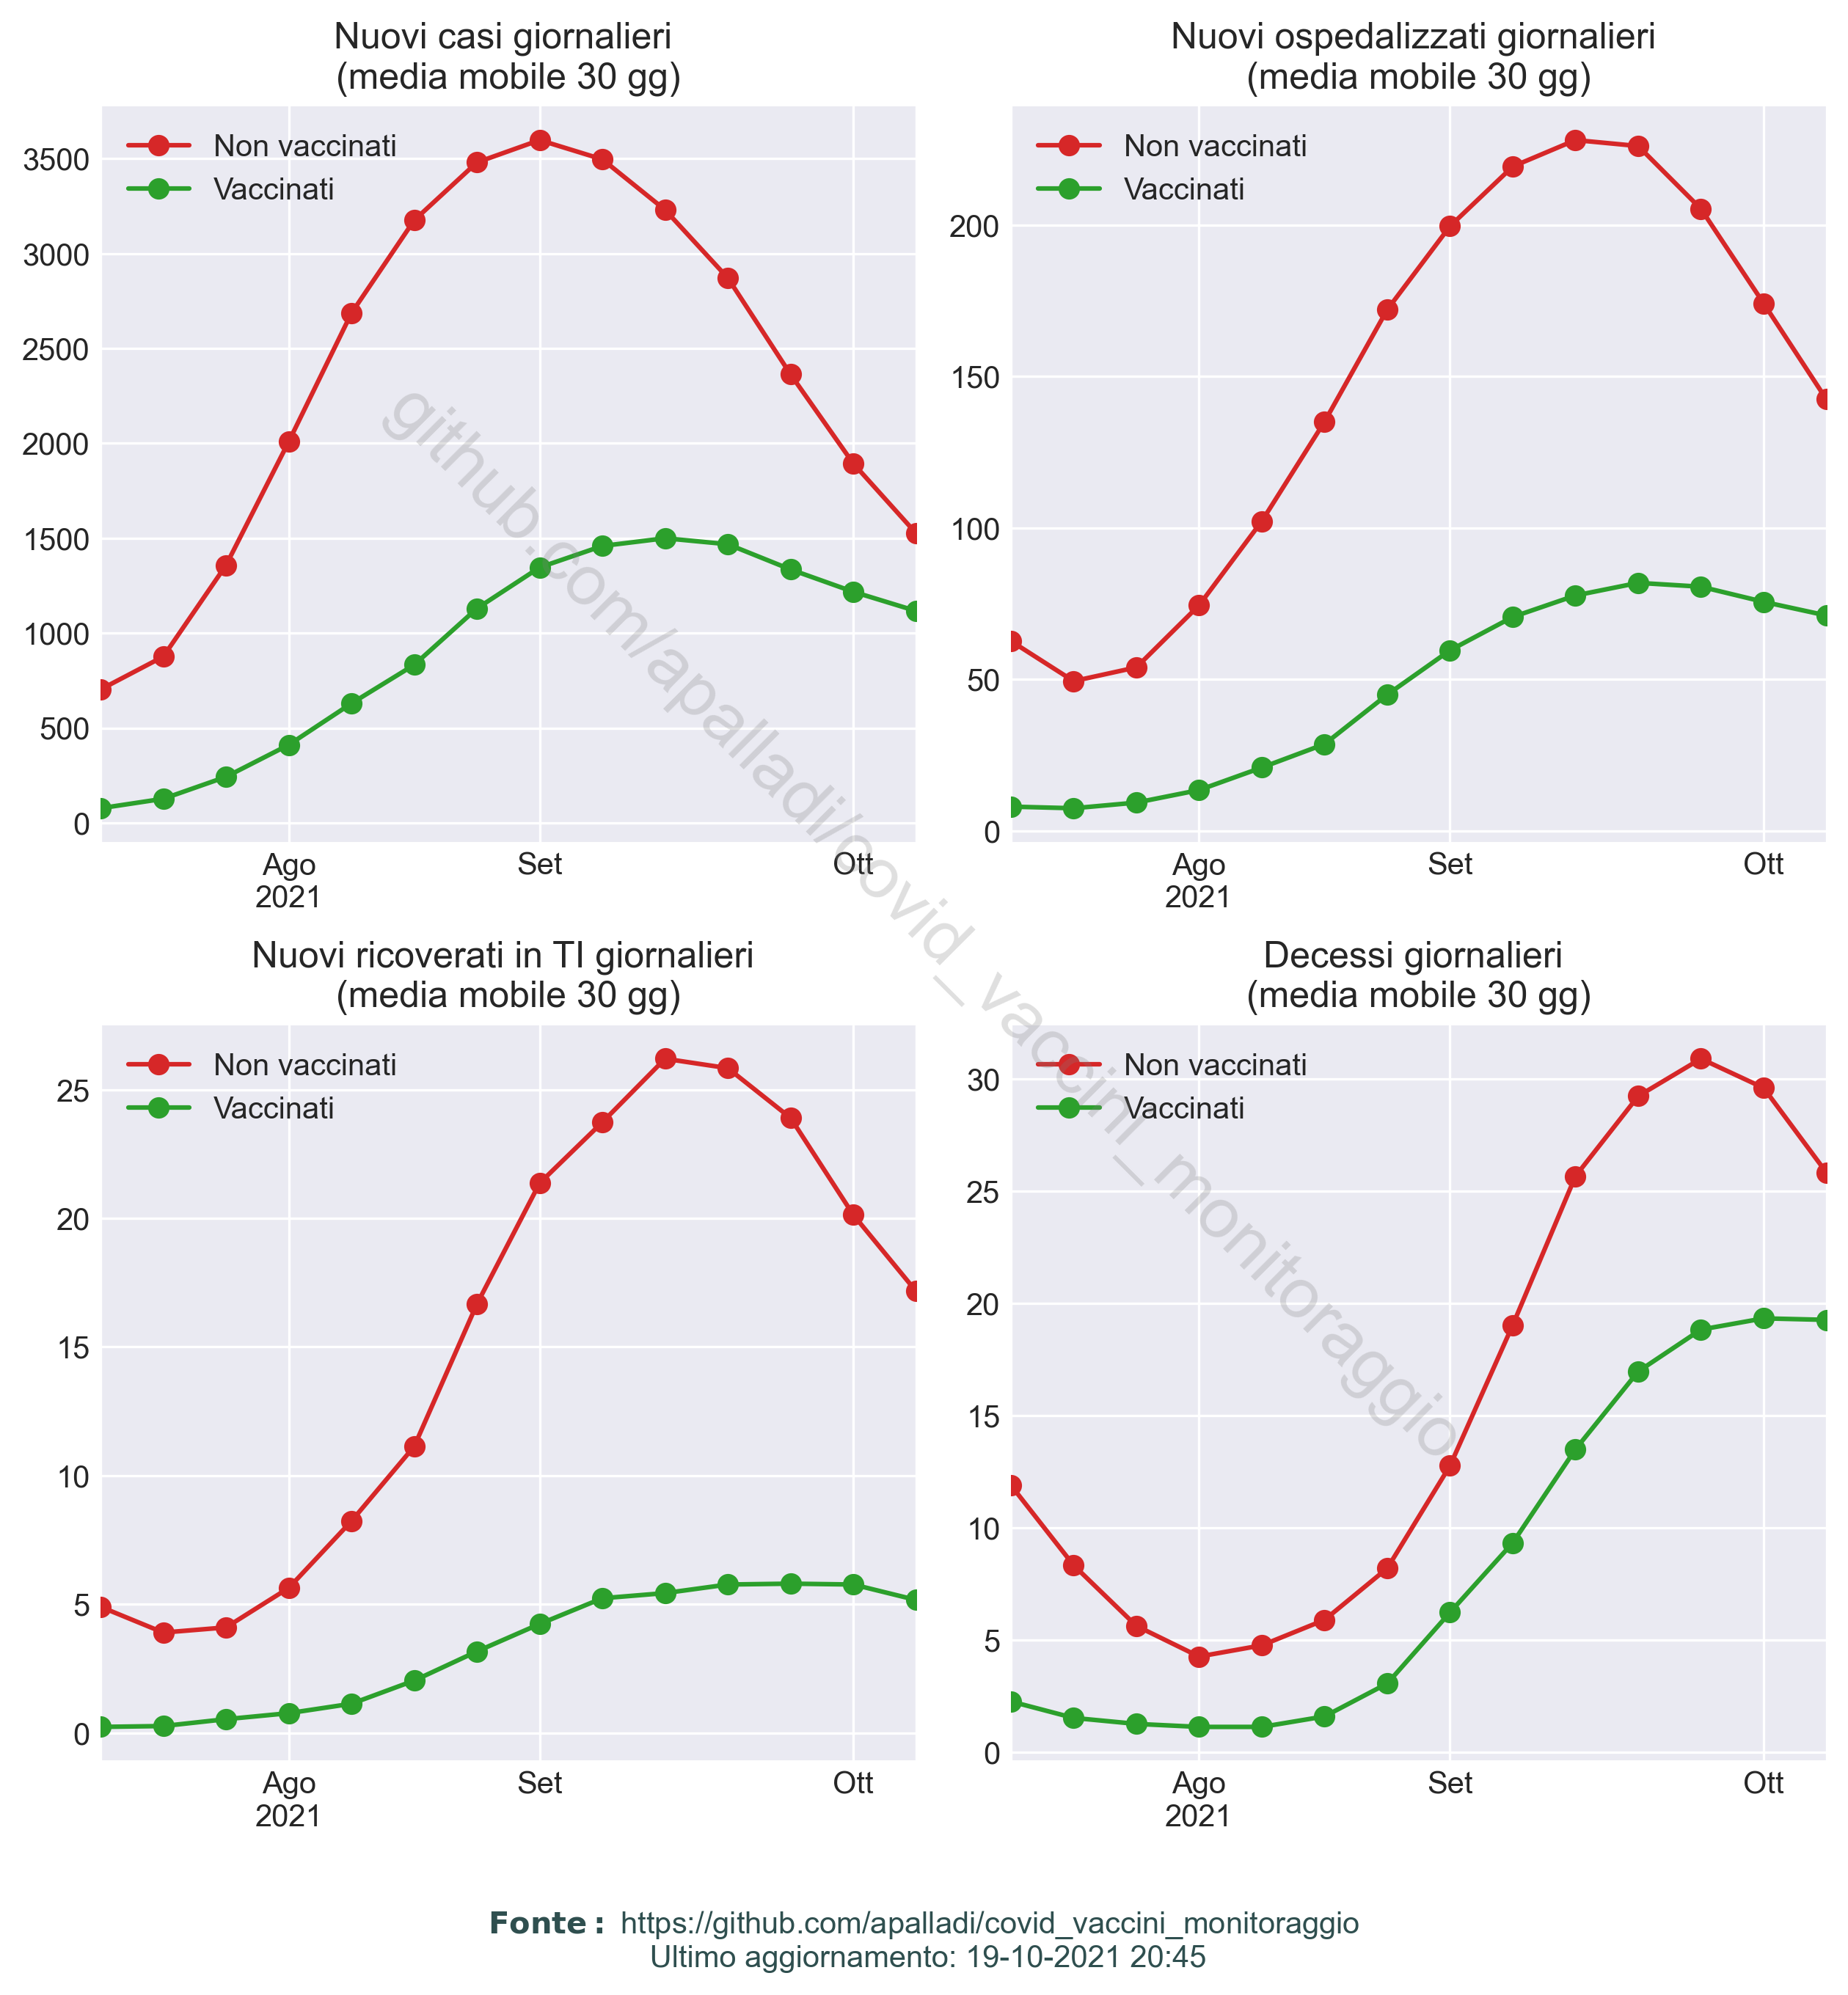 Nuovi casi giornalieri
(media mobile 30 gg)
Non vaccinati
Vaccinati
3500
3000
2500
2000
1500
1000
500
0
Ago
2021
Set
Ott
Nuovi ospedalizzati giornalieri
(media mobile 30 gg)
Non vaccinati
Vaccinati
200
150
100
50
0
Ago
2021
Set
Ott
Nuovi ricoverati in TI giornalieri
(media mobile 30 gg)
Non vaccinati
Vaccinati
25
20
15
10
5
0
Ago
2021
Set
Ott
Decessi giornalieri
(media mobile 30 gg)
Non vaccinati
Vaccinati
30
25
20
15
10
5
0
Ago
2021
Set
Ott
github.com/apalladi/covid_vaccini_monitoraggio
Fonte: https://github.com/apalladi/covid_vaccini_monitoraggio
Ultimo aggiornamento: 19-10-2021 20:45